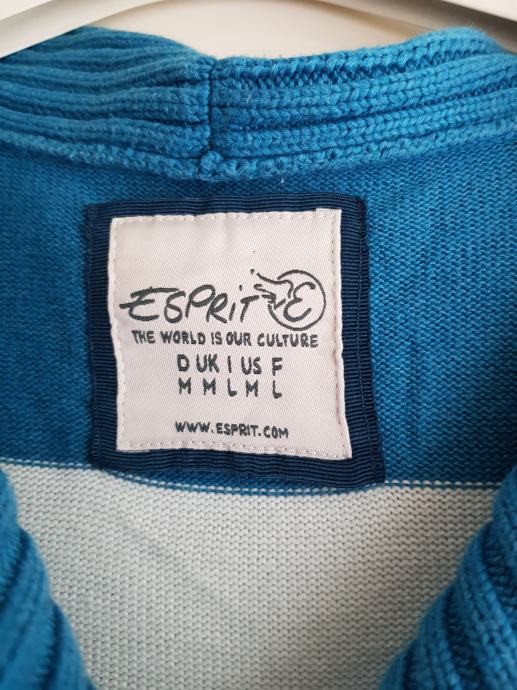 ESPRIT E
THE WORLD IS OUR CULTURE
D UK I US F
M M L M L
WWW.ESPRIT.COM